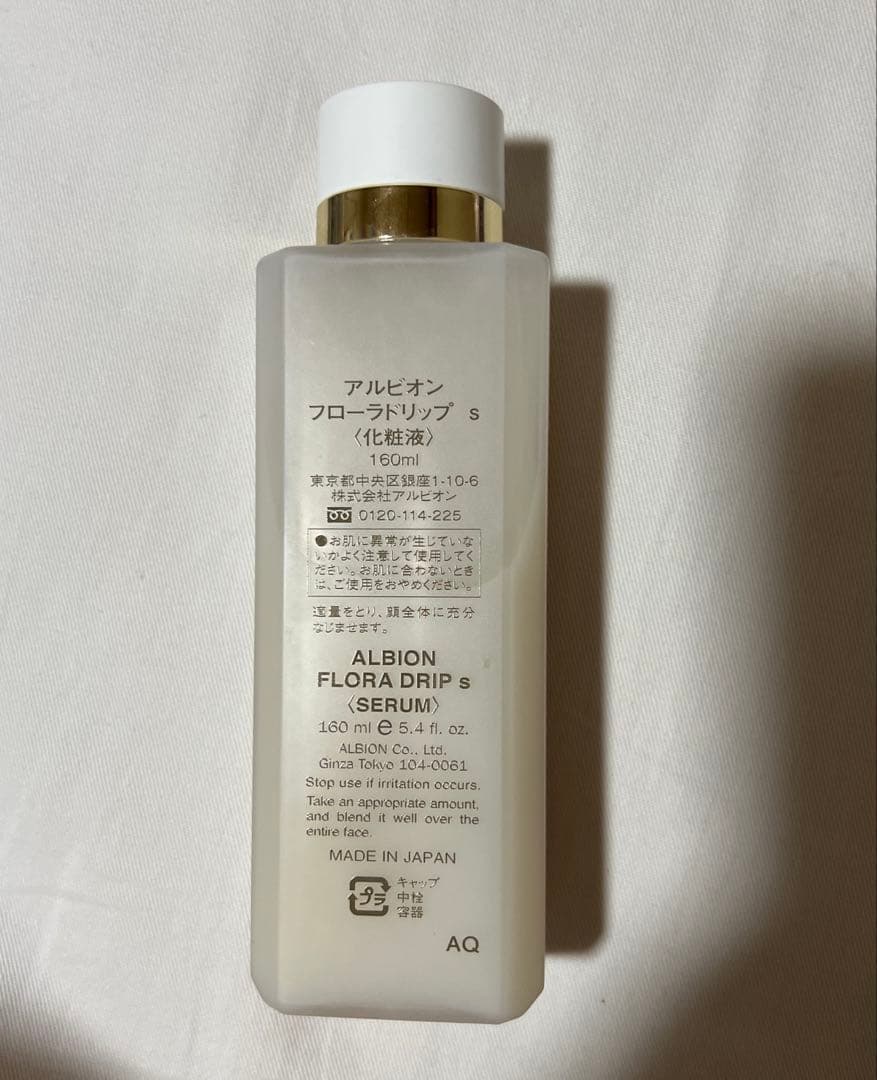 アルビオン
フローラドリップ s
〈化粧液〉
160ml
東京都中央区銀座1-10-6
株式会社アルビオン
0120-114-225
●お肌に異常が生じていな
いかよく注意して使用してく
ださい。お肌に合わないとき
は、ご使用をおやめください。
適量をとり、顔全体に充分
なじませます。
ALBION
FLORA DRIP s
〈SERUM〉
160 ml ℮ 5.4 fl. oz.
ALBION Co., Ltd.
Ginza Tokyo 104-0061
Stop use if irritation occurs.
Take an appropriate amount,
and blend it well over the
entire face.
MADE IN JAPAN
プラ
キャップ
中栓
容器
AQ